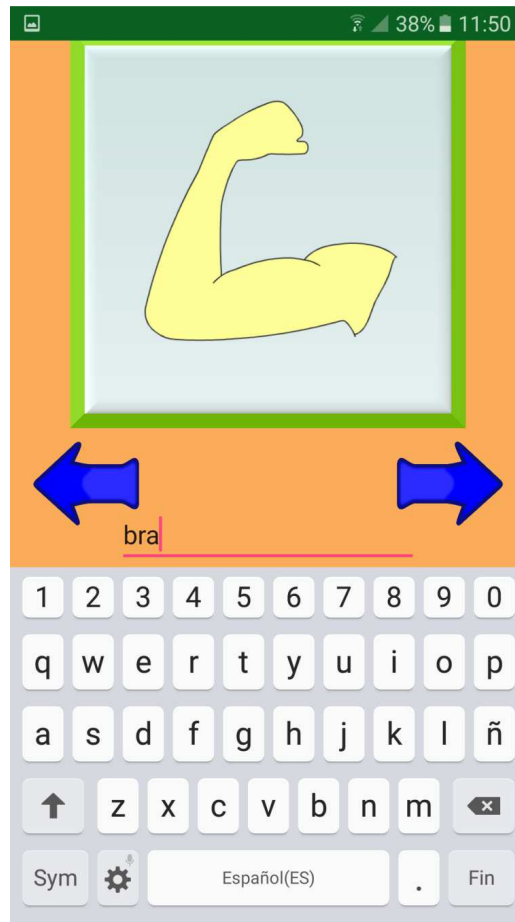 38% 11:50
bra
1 2 3 4 5 6 7 8 9 0
q w e r t y u i o p
a s d f g h j k l ñ
z x c v b n m
Sym Español(ES) . Fin